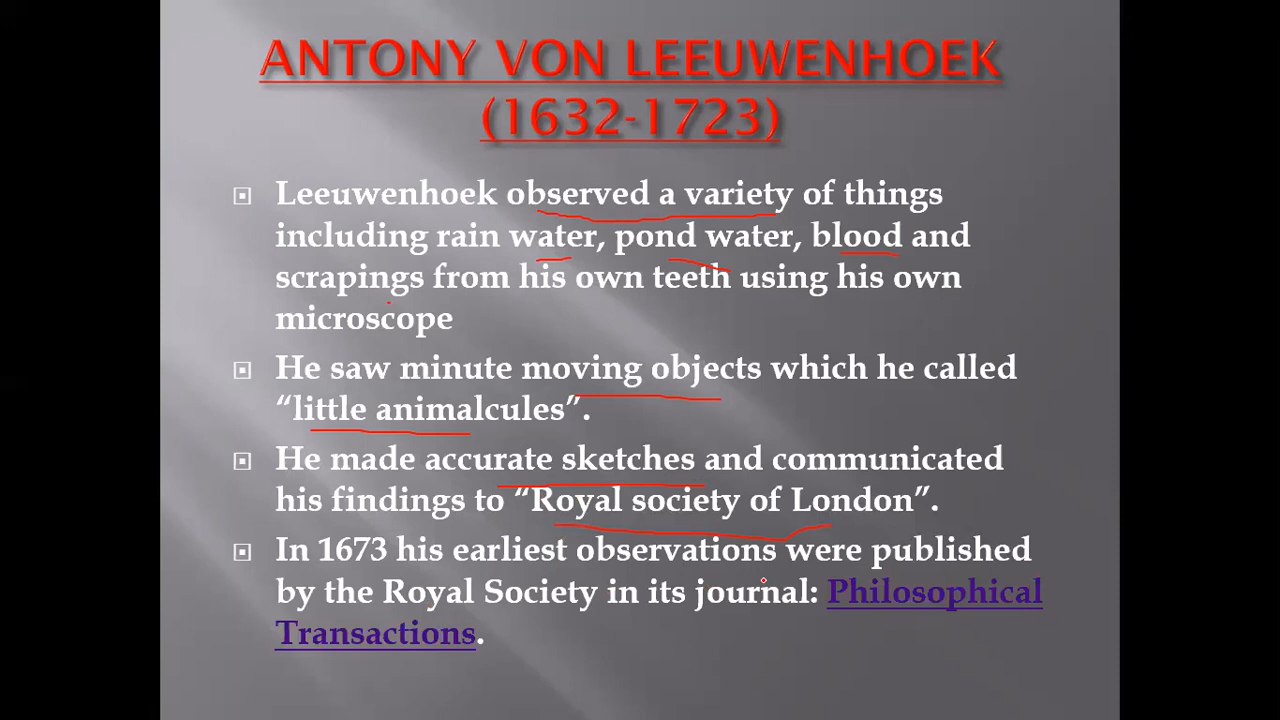 ANTONY VON LEEUWENHOEK
(1632-1723)
Leeuwenhoek observed a variety of things
including rain water, pond water, blood and
scrapings from his own teeth using his own
microscope
He saw minute moving objects which he called
“little animalcules”.
He made accurate sketches and communicated
his findings to “Royal society of London”.
In 1673 his earliest observations were published
by the Royal Society in its journal: Philosophical
Transactions.